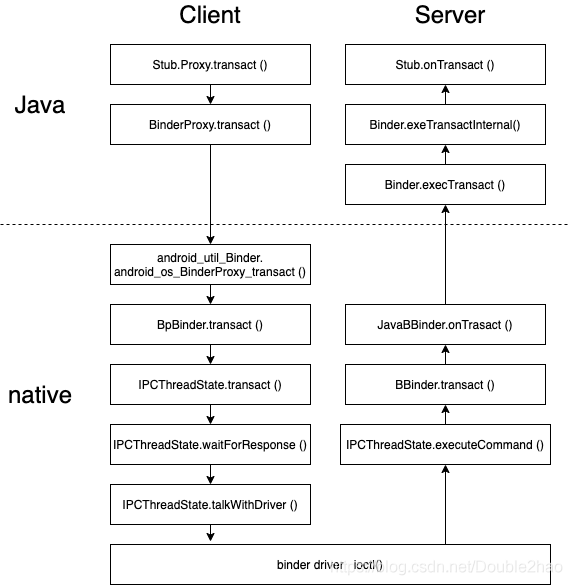 Client
Server
Java
Stub.Proxy.transact ()
Stub.onTransact ()
BinderProxy.transact ()
Binder.exeTransactInternal()
Binder.execTransact ()
native
android_util_Binder.
android_os_BinderProxy_transact ()
BpBinder.transact ()
JavaBBinder.onTrasact ()
IPCThreadState.transact ()
BBinder.transact ()
IPCThreadState.waitForResponse ()
IPCThreadState.executeCommand ()
IPCThreadState.talkWithDriver ()
binder driver ioctl()
https://blog.csdn.net/Double2hao